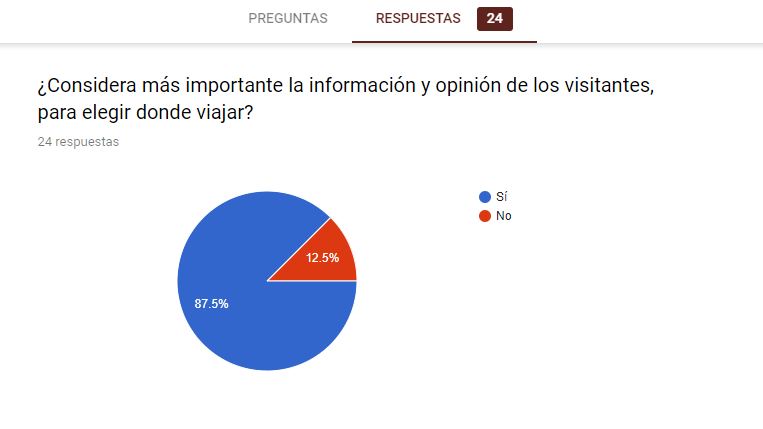 PREGUNTAS RESPUESTAS 24
¿Considera más importante la información y opinión de los visitantes,
para elegir donde viajar?
24 respuestas
Sí
No
12.5%
87.5%